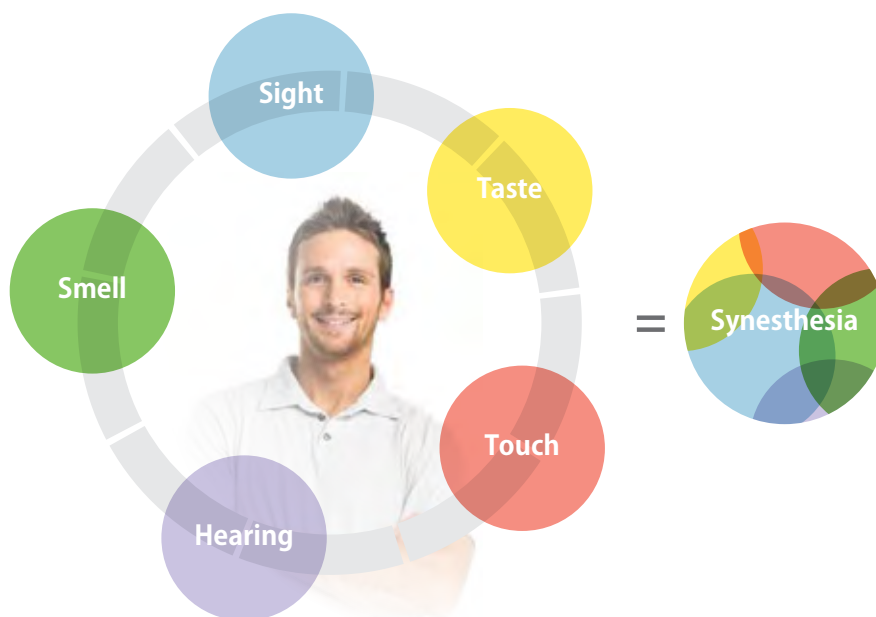 Sight
Taste
Smell
Touch
Hearing
=
Synesthesia